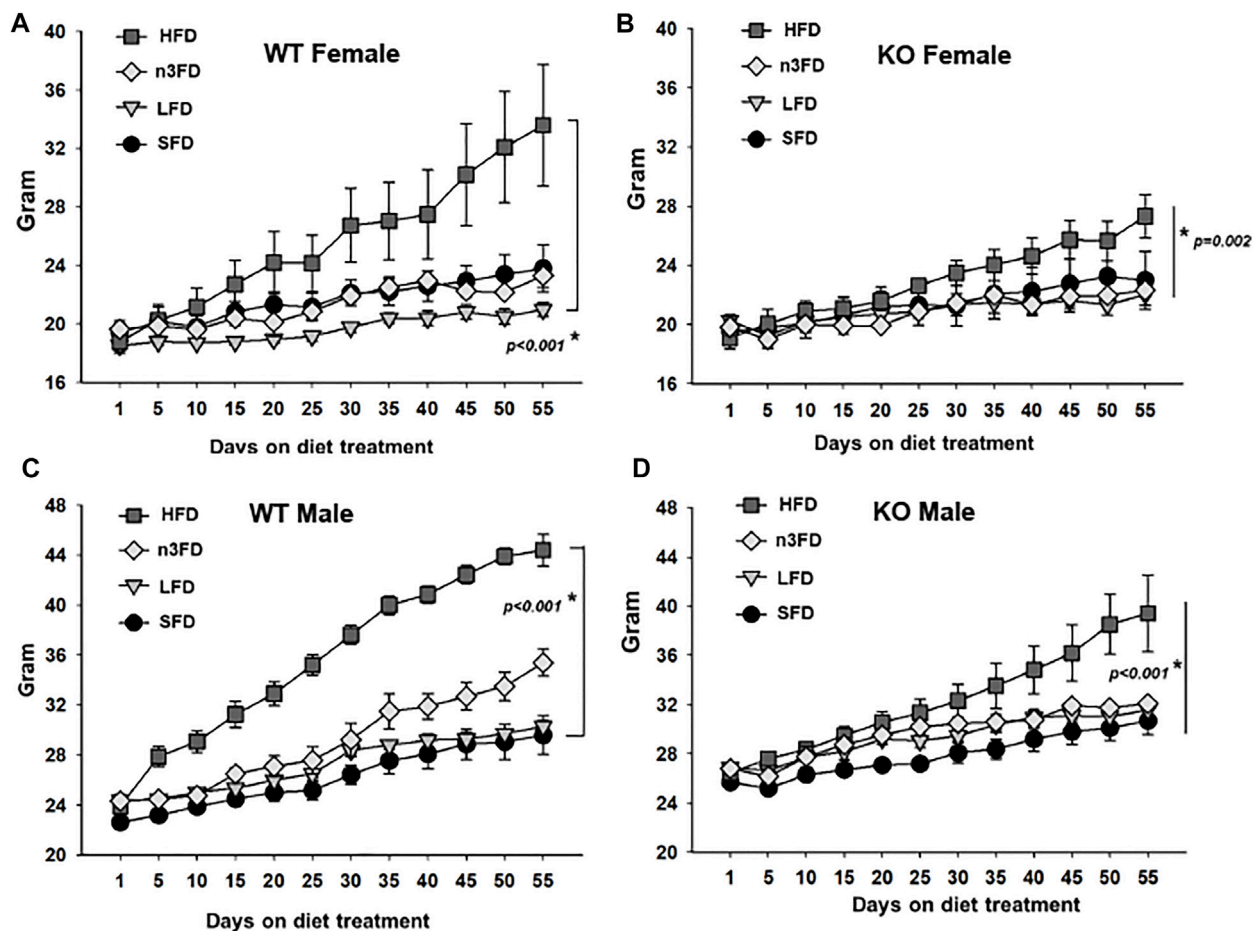 A
WT Female
HFD
n3FD
LFD
SFD
Gram
40
36
32
28
24
20
16
p<0.001 *
1 5 10 15 20 25 30 35 40 45 50 55
Davs on diet treatment
B
KO Female
HFD
n3FD
LFD
SFD
Gram
40
36
32
28
24
20
16
* p=0.002
1 5 10 15 20 25 30 35 40 45 50 55
Days on diet treatment
C
WT Male
HFD
n3FD
LFD
SFD
Gram
48
44
40
36
32
28
24
20
p<0.001 *
1 5 10 15 20 25 30 35 40 45 50 55
Days on diet treatment
D
KO Male
HFD
n3FD
LFD
SFD
Gram
48
44
40
36
32
28
24
20
p<0.001 *
1 5 10 15 20 25 30 35 40 45 50 55
Days on diet treatment